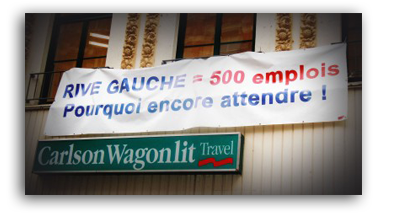 RIVE GAUCHE = 500 emplois
Pourquoi encore attendre !
CarlsonWagonlit Travel